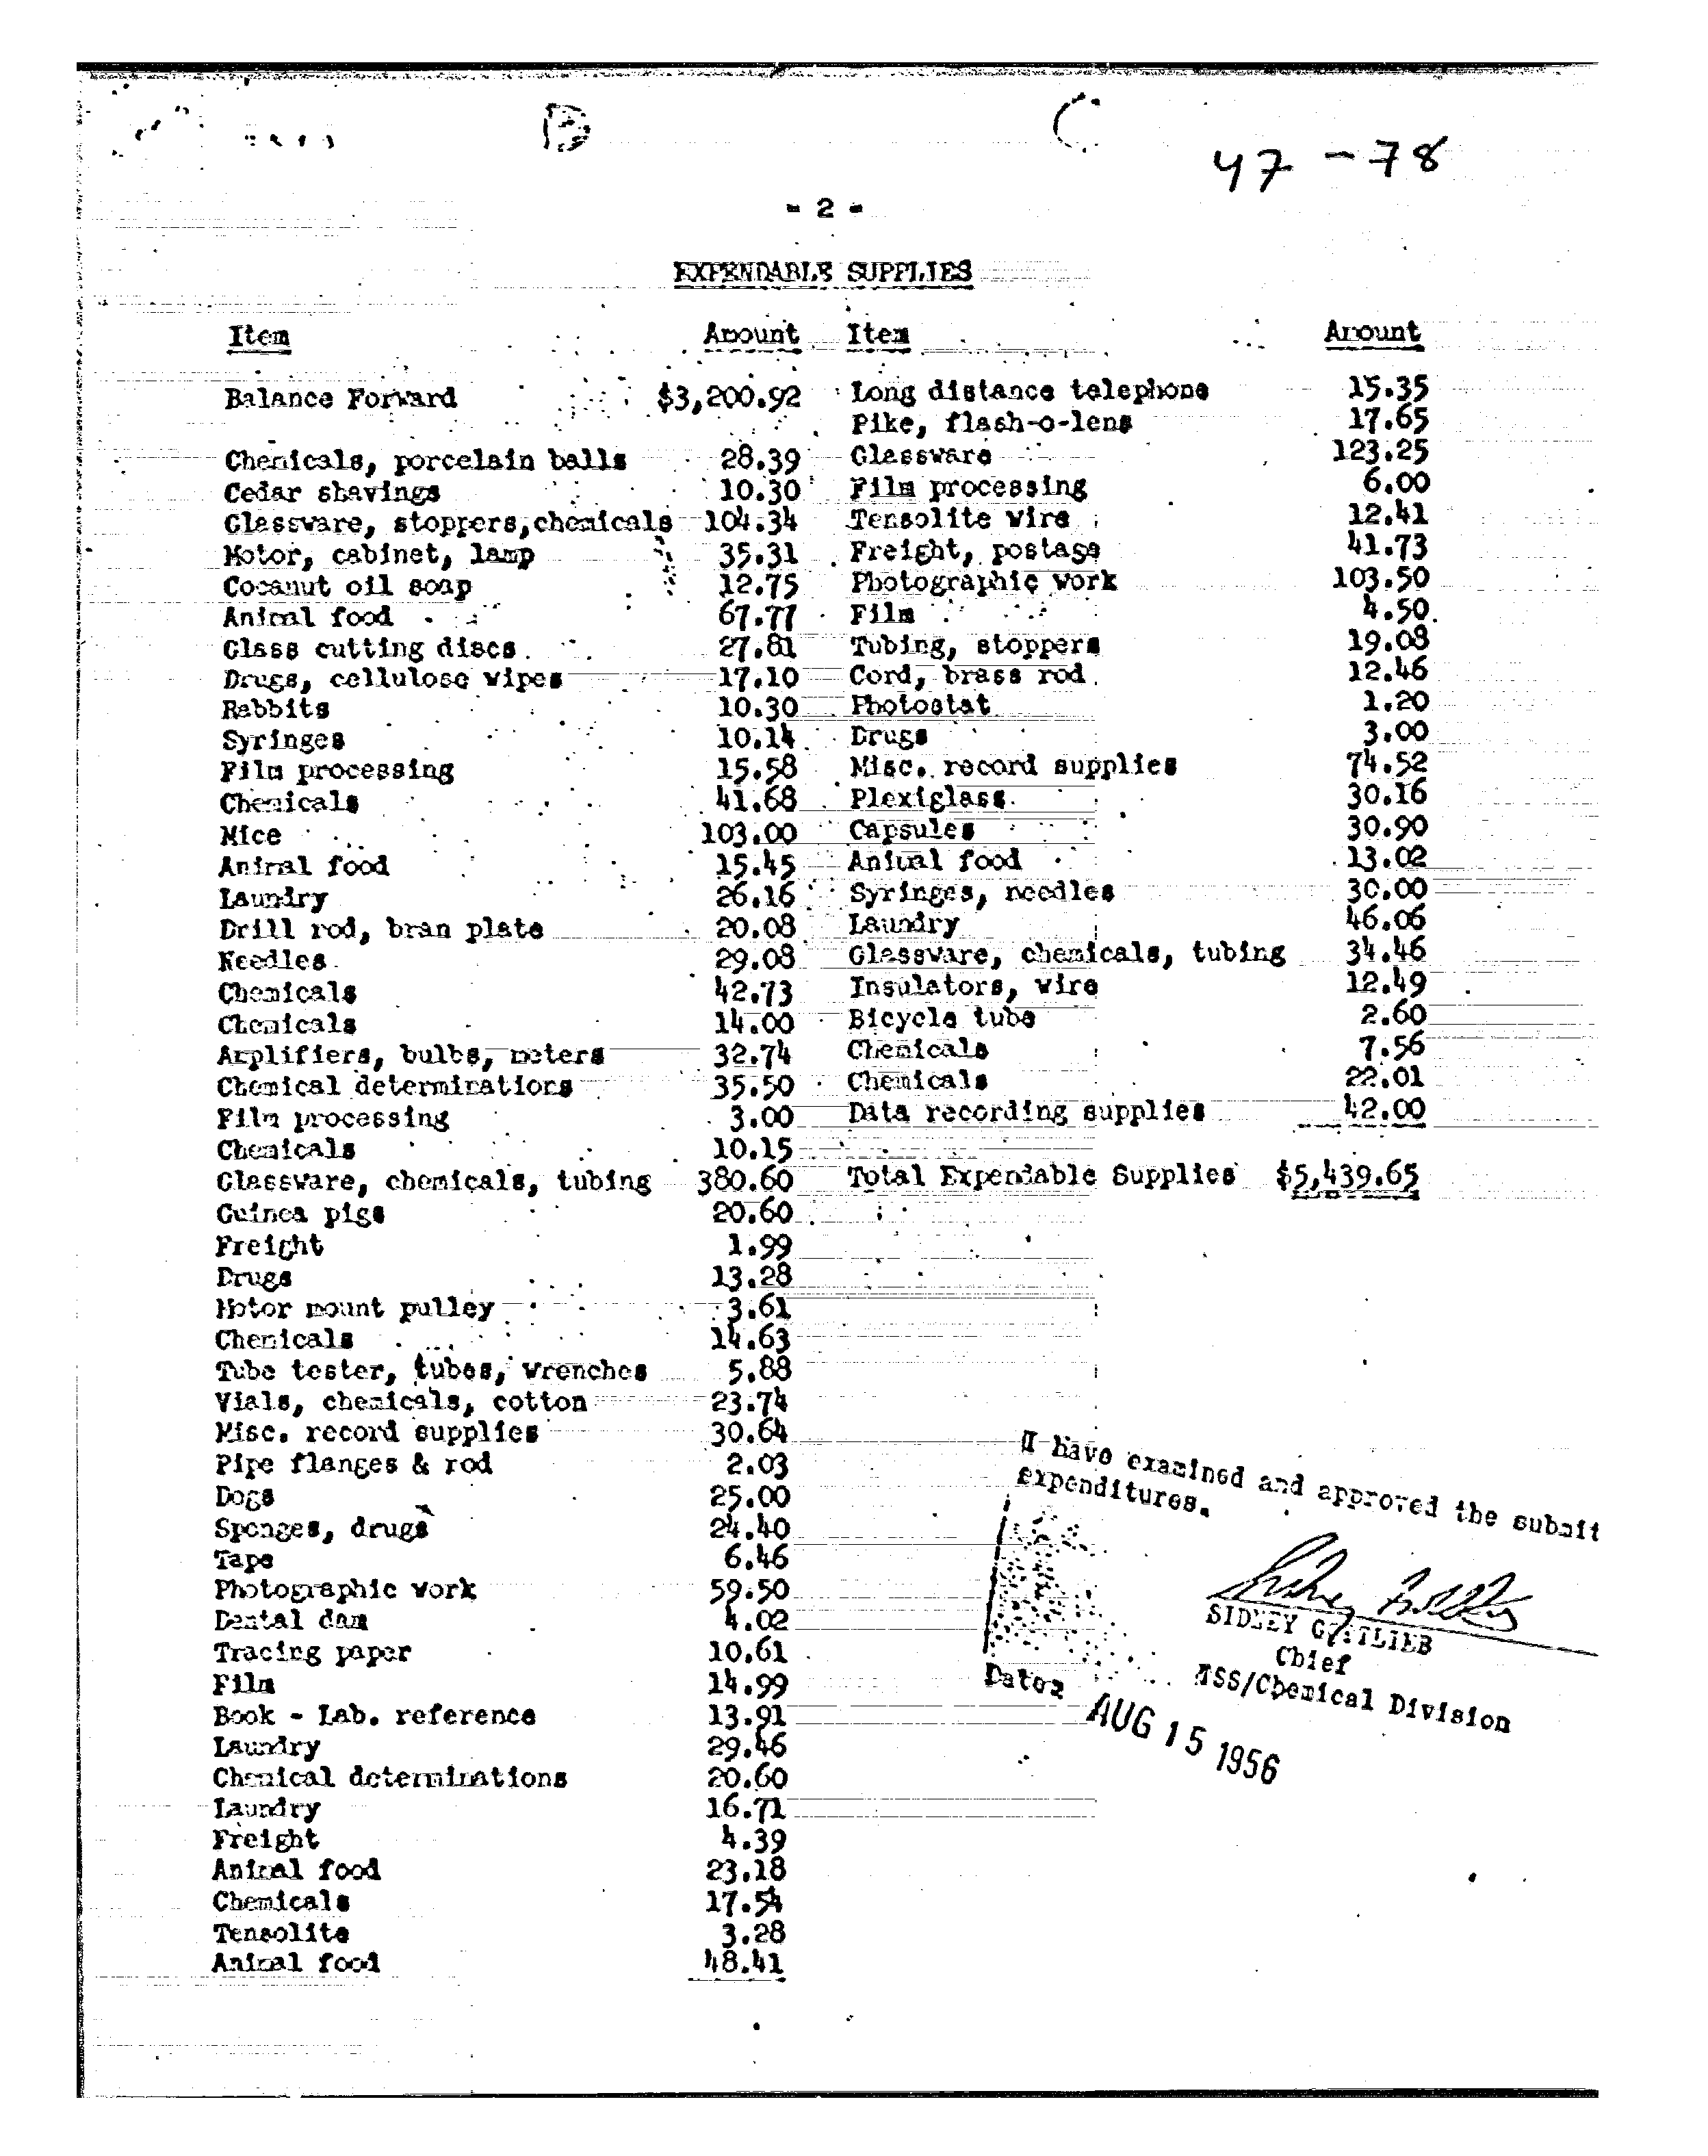 47 - 78
- 2 -
EXPENDABLE SUPPLIES
Item Amount
Balance Forward $3,200.92
Chemicals, porcelain balls 28.39
Cedar shavings 10.30
Glassware, stoppers,chemicals 104.34
Motor, cabinet, lamp 35.31
Cocanut oil soap 12.75
Animal food 67.77
Glass cutting discs 27.81
Drugs, cellulose wipes 17.10
Rabbits 10.30
Syringes 10.14
Film processing 15.58
Chemicals 41.68
Mice 103.00
Animal food 15.45
Laundry 26.16
Drill rod, bran plate 20.08
Needles 29.08
Chemicals 42.73
Chemicals 14.00
Amplifiers, bulbs, meters 32.74
Chemical determinations 35.50
Film processing 3.00
Chemicals 10.15
Glassware, chemicals, tubing 380.60
Guinea pigs 20.60
Freight 1.99
Drugs 13.28
Motor mount pulley 3.61
Chemicals 14.63
Tube tester, tubes, wrenches 5.88
Vials, chemicals, cotton 23.74
Misc. record supplies 30.64
Pipe flanges & rod 2.03
Dogs 25.00
Sponges, drugs 24.40
Tape 6.46
Photographic work 59.50
Dental dam 4.02
Tracing paper 10.61
Film 14.99
Book - Lab. reference 13.91
Laundry 29.46
Chemical determinations 20.60
Laundry 16.71
Freight 4.39
Animal food 23.18
Chemicals 17.54
Tensolite 3.28
Animal food 48.41
Item Amount
Long distance telephone 15.35
Pike, flash-o-lens 17.65
Glassware 123.25
Film processing 6.00
Tensolite wire 12.41
Freight, postage 41.73
Photographic work 103.50
Film 4.50
Tubing, stoppers 19.08
Cord, brass rod 12.46
Photostat 1.20
Drugs 3.00
Misc. record supplies 74.52
Plexiglass 30.16
Capsules 30.90
Animal food 13.02
Syringes, needles 30.00
Laundry 46.06
Glassware, chemicals, tubing 34.46
Insulators, wire 12.49
Bicycle tube 2.60
Chemicals 7.56
Chemicals 22.01
Data recording supplies 42.00
Total Expendable Supplies $5,439.65
I have examined and approved the submit
expenditures.
SIDNEY GOTTLIEB
Chief
TSS/Chemical Division
Date:
AUG 15 1956